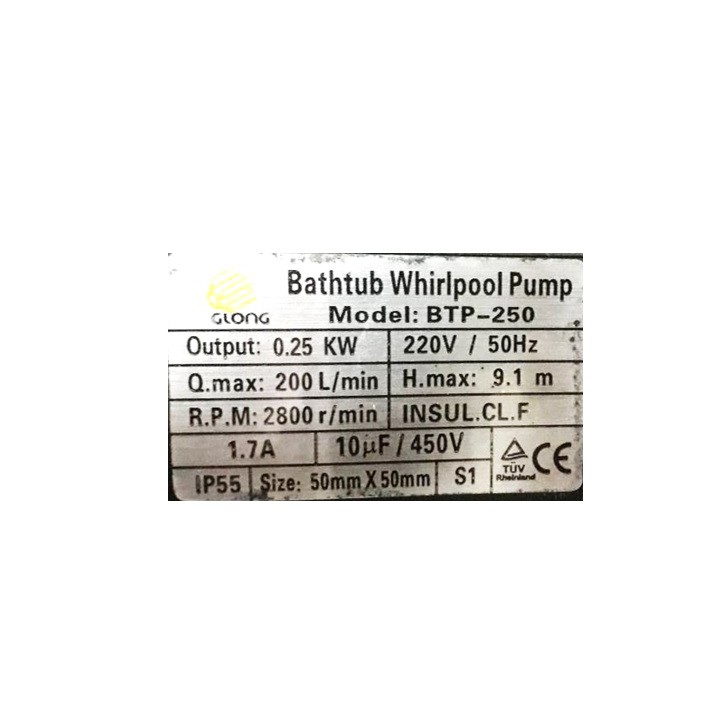 GLONG
Bathtub Whirlpool Pump
Model: BTP-250
Output: 0.25 KW 220V / 50Hz
Q.max: 200 L/min H.max: 9.1 m
R.P.M: 2800 r/min INSUL.CL.F
1.7A 10μF / 450V
IP55 Size: 50mm X 50mm S1
TÜV
Rheinland
CE